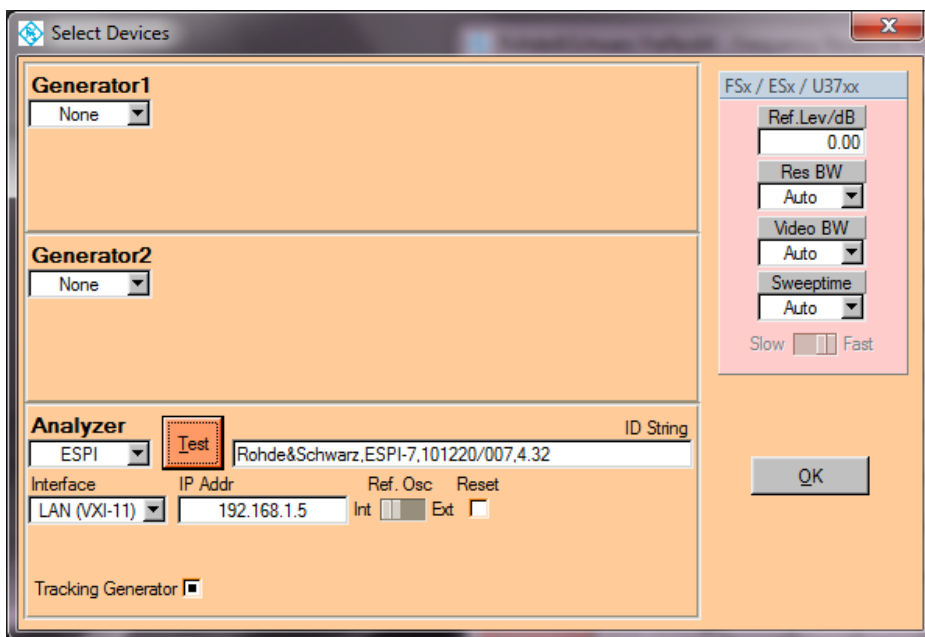 Select Devices
Generator1
None
Generator2
None
Analyzer
Test
ID String
ESPI
Rohde&Schwarz,ESPI-7,101220/007,4.32
Interface IP Addr Ref. Osc Reset
LAN (VXI-11) 192.168.1.5 Int Ext
Tracking Generator
FSx / ESx / U37xx
Ref.Lev/dB
0.00
Res BW
Auto
Video BW
Auto
Sweeptime
Auto
Slow Fast
OK